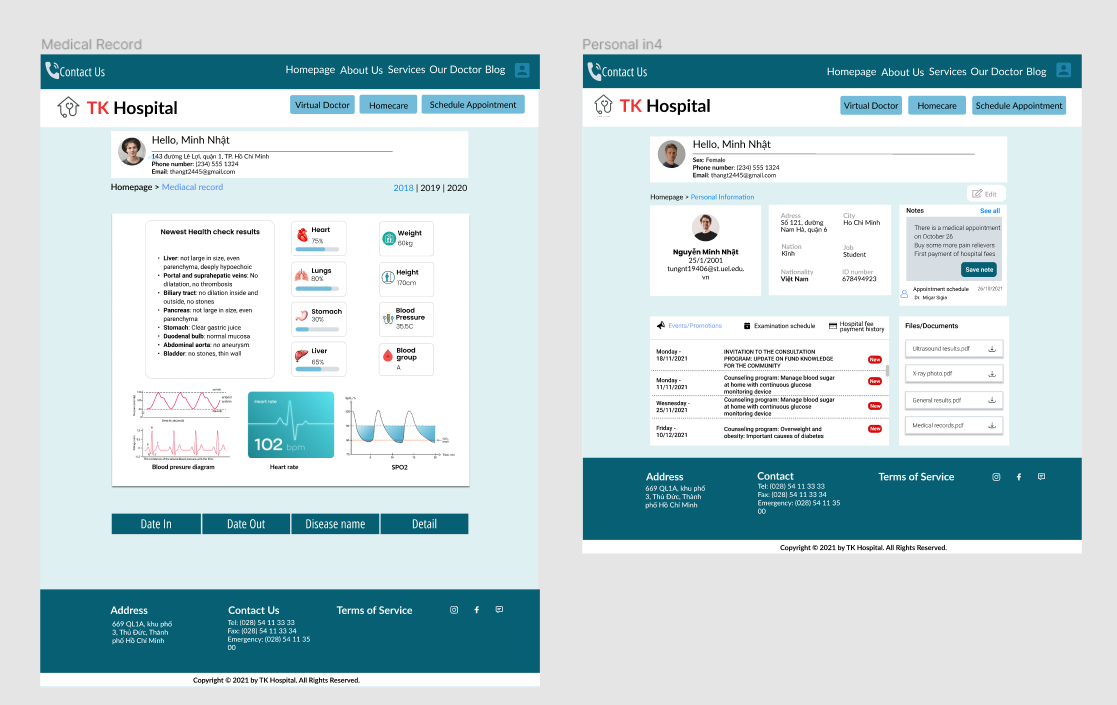 Medical Record
Contact Us
Homepage About Us Services Our Doctor Blog
TK Hospital
Virtual Doctor
Homecare
Schedule Appointment
Hello, Minh Nhật
143 đường Lê Lợi, quận 1, TP, Hồ Chí Minh
Phone number: (234) 555 1324
Email: thangt2445@gmail.com
Homepage > Mediacal record
2018 | 2019 | 2020
Newest Health check results
• Liver: not large in size, even
parenchyma, deeply hypoechoic
• Portal and suprahepatic veins: No
dilatation, no thrombosis
• Biliary tract: no dilation inside and
outside, no stones
• Pancreas: not large in size, even
parenchyma
• Stomach: Clear gastric juice
• Duodenal bulb: normal mucosa
• Abdominal aorta: no aneurysm
• Bladder: no stones, thin wall
Heart
75%
Weight
60kg
Lungs
80%
Height
170cm
Stomach
30%
Blood
Pressure
35,5C
Liver
65%
Blood
group
A
Heart rate
102 bpm
Blood presure diagram
Heart rate
SPO2
Date In
Date Out
Disease name
Detail
Address
669 QL1A, khu phố
3, Thủ Đức, Thành
phố Hồ Chí Minh
Contact Us
Tel: (028) 54 11 33 33
Fax: (028) 54 11 33 34
Emergency: (028) 54 11 35
00
Terms of Service
Copyright © 2021 by TK Hospital. All Rights Reserved.
Personal in4
Contact Us
Homepage About Us Services Our Doctor Blog
TK Hospital
Virtual Doctor
Homecare
Schedule Appointment
Hello, Minh Nhật
Sex: Female
Phone number: (234) 555 1324
Email: thangt2445@gmail.com
Homepage > Personal Information
Edit
Nguyễn Minh Nhật
25/1/2001
tungnt19406@st.uel.edu.
vn
Adress
Số 121, đường
Nam Hà, quận 6
City
Ho Chi Minh
Nation
Kinh
Job
Student
Nationality
Việt Nam
ID number
678494923
Notes
See all
There is a medical appointment
on October 26
Buy some more pain relievers
First payment of hospital fees
Save note
Appointment schedule
26/10/2021
Dr. Migar Sigia
Events/Promotions
Examination schedule
Hospital fee
payment history
Monday -
18/11/2021
INVITATION TO THE CONSULTATION
PROGRAM: UPDATE ON FUND KNOWLEDGE
FOR THE COMMUNITY
New
Monday -
11/11/2021
Counseling program: Manage blood sugar
at home with continuous glucose
monitoring device
New
Wesnesday -
25/11/2021
Counseling program: Manage blood sugar
at home with continuous glucose
monitoring device
New
Friday -
10/12/2021
Counseling program: Overweight and
obesity: Important causes of diabetes
New
Files/Documents
Ultrasound results.pdf
X-ray photo.pdf
General results.pdf
Medical records.pdf
Address
669 QL1A, khu phố
3, Thủ Đức, Thành
phố Hồ Chí Minh
Contact
Tel: (028) 54 11 33 33
Fax: (028) 54 11 33 34
Emergency: (028) 54 11 35
00
Terms of Service
Copyright © 2021 by TK Hospital. All Rights Reserved.